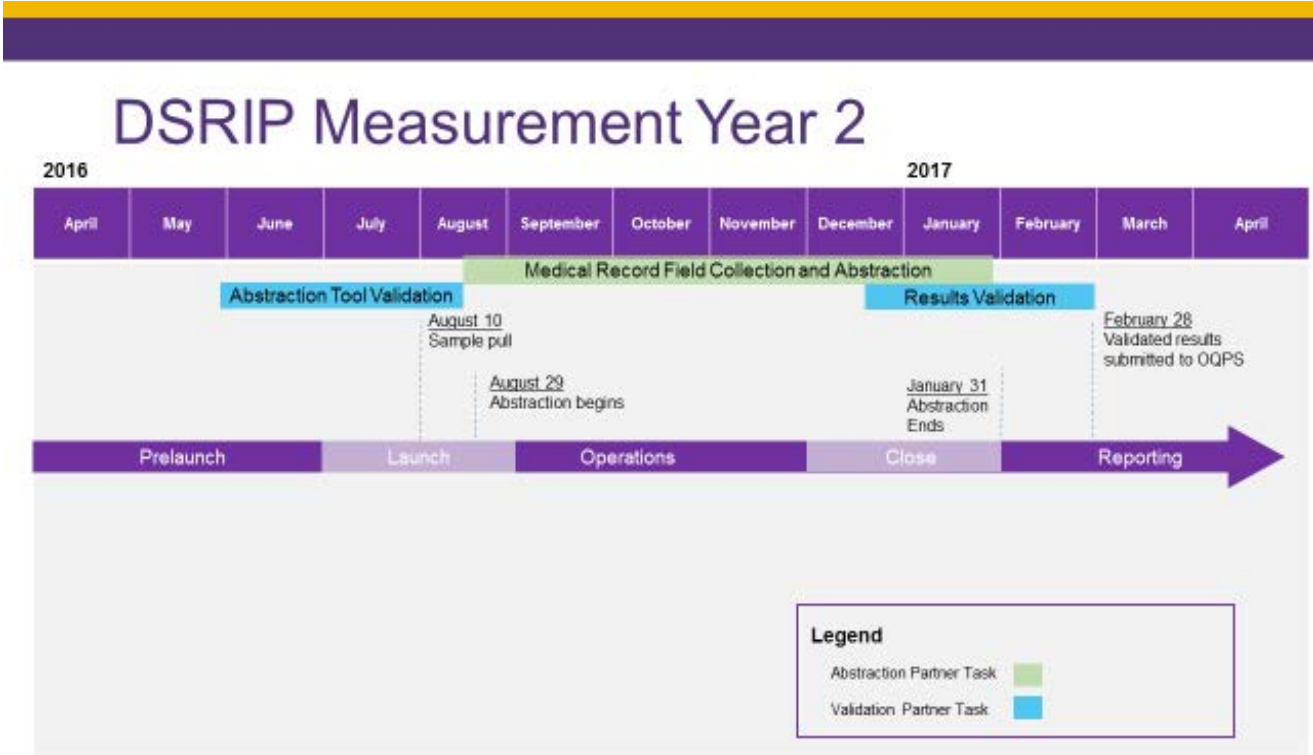 DSRIP Measurement Year 2
2016
2017
April May June July August September October November December January February March April
Medical Record Field Collection and Abstraction
Abstraction Tool Validation
Results Validation
August 10
Sample pull
February 28
Validated results
submitted to OQPS
August 29
Abstraction begins
January 31
Abstraction
Ends
Prelaunch
Launch
Operations
Close
Reporting
Legend
Abstraction Partner Task
Validation Partner Task